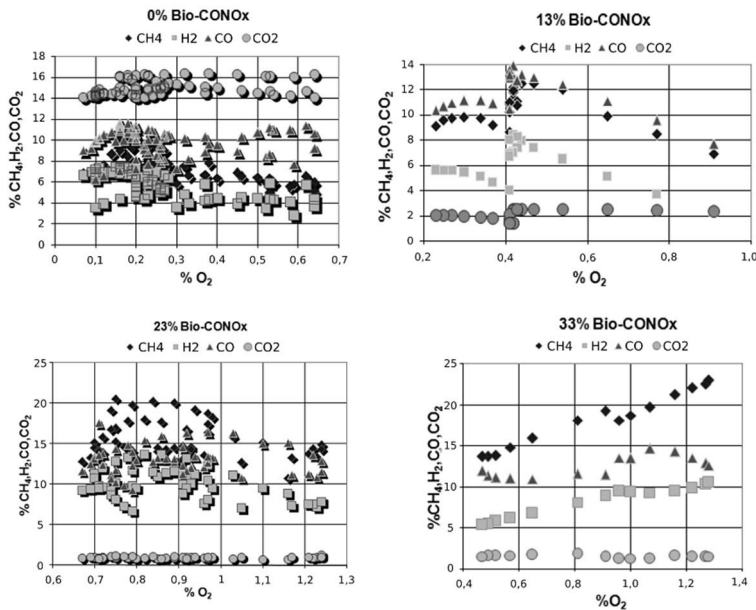 0% Bio-CONOx
CH4 H2 CO CO2
% CH4,H2,CO,CO2
18
16
14
12
10
8
6
4
2
0
0 0,1 0,2 0,3 0,4 0,5 0,6 0,7
% O2
13% Bio-CONOx
CH4 H2 CO CO2
% CH4,H2,CO,CO2
14
12
10
8
6
4
2
0
0,2 0,4 0,6 0,8 1,0
% O2
23% Bio-CONOx
CH4 H2 CO CO2
% CH4,H2,CO,CO2
25
20
15
10
5
0
0,6 0,7 0,8 0,9 1 1,1 1,2 1,3
% O2
33% Bio-CONOx
CH4 H2 CO CO2
%CH4,H2,CO,CO2
25
20
15
10
5
0
0,4 0,6 0,8 1,0 1,2 1,4
%O2